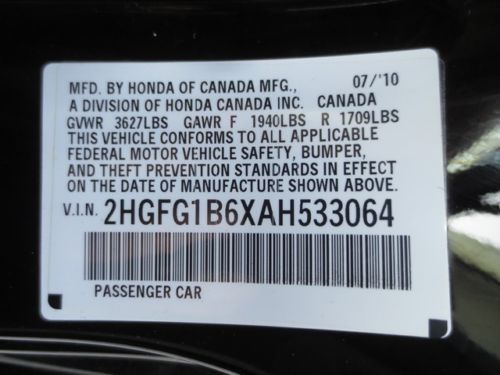 MFD. BY HONDA OF CANADA MFG., 07/'10
A DIVISION OF HONDA CANADA INC. CANADA
GVWR 3627LBS GAWR F 1940LBS R 1709LBS
THIS VEHICLE CONFORMS TO ALL APPLICABLE
FEDERAL MOTOR VEHICLE SAFETY, BUMPER,
AND THEFT PREVENTION STANDARDS IN EFFECT
ON THE DATE OF MANUFACTURE SHOWN ABOVE.
V.I.N. 2HGFG1B6XAH533064
PASSENGER CAR